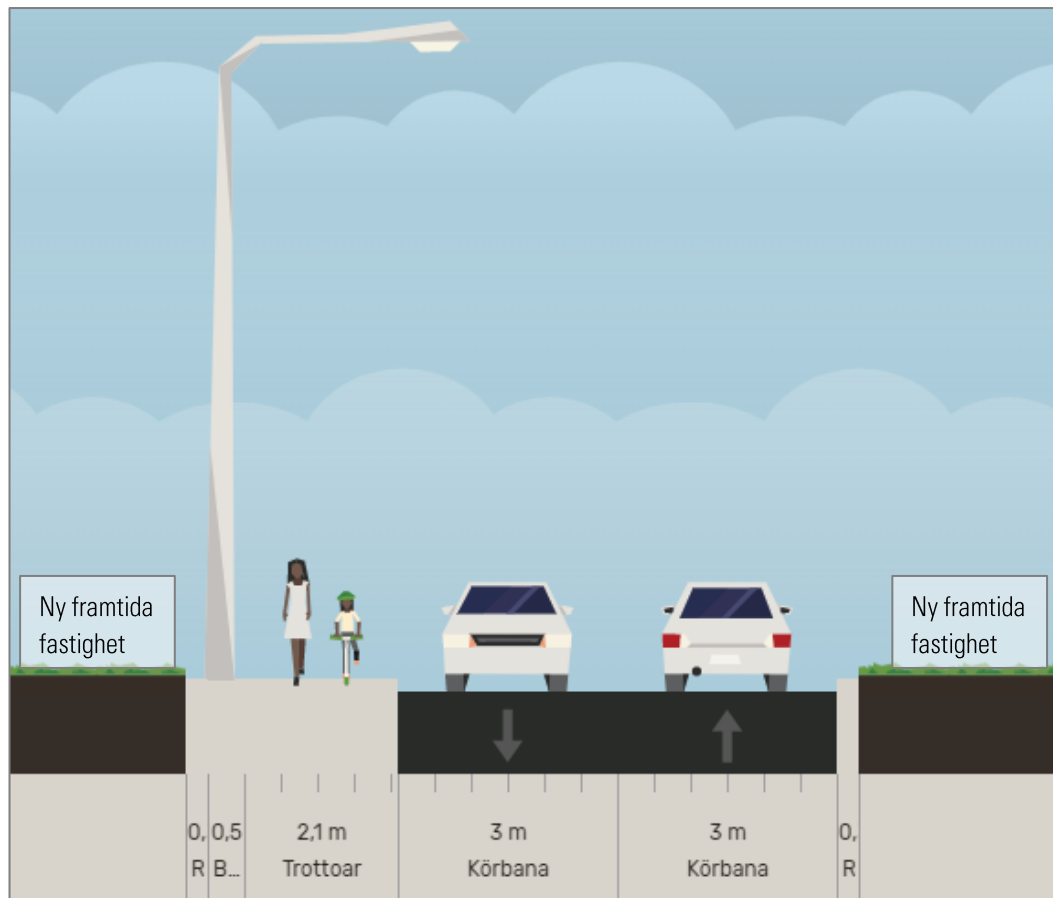 Ny framtida
fastighet
Ny framtida
fastighet
0, 0,5 2,1 m 3 m 3 m 0,
R B... Trottoar Körbana Körbana R